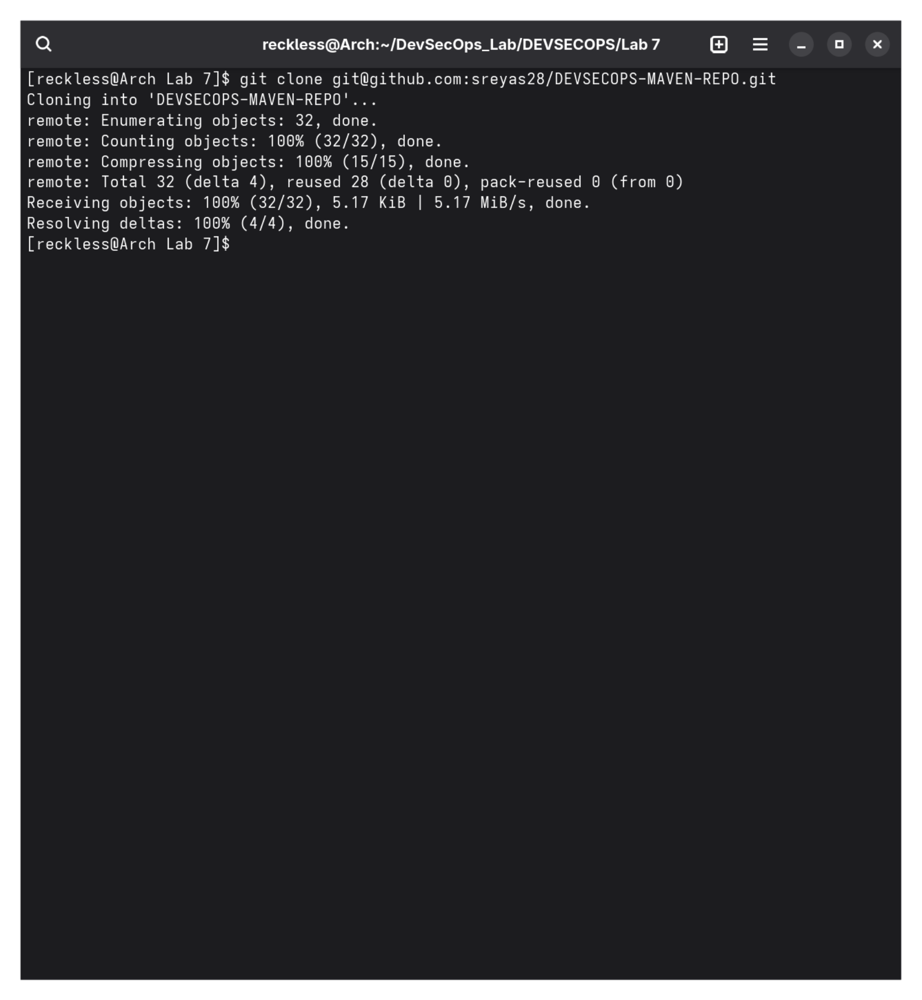 reckless@Arch:~/DevSecOps_Lab/DEVSECOPS/Lab 7
[reckless@Arch Lab 7]$ git clone git@github.com:sreyas28/DEVSECOPS-MAVEN-REPO.git
Cloning into 'DEVSECOPS-MAVEN-REPO'...
remote: Enumerating objects: 32, done.
remote: Counting objects: 100% (32/32), done.
remote: Compressing objects: 100% (15/15), done.
remote: Total 32 (delta 4), reused 28 (delta 0), pack-reused 0 (from 0)
Receiving objects: 100% (32/32), 5.17 KiB | 5.17 MiB/s, done.
Resolving deltas: 100% (4/4), done.
[reckless@Arch Lab 7]$